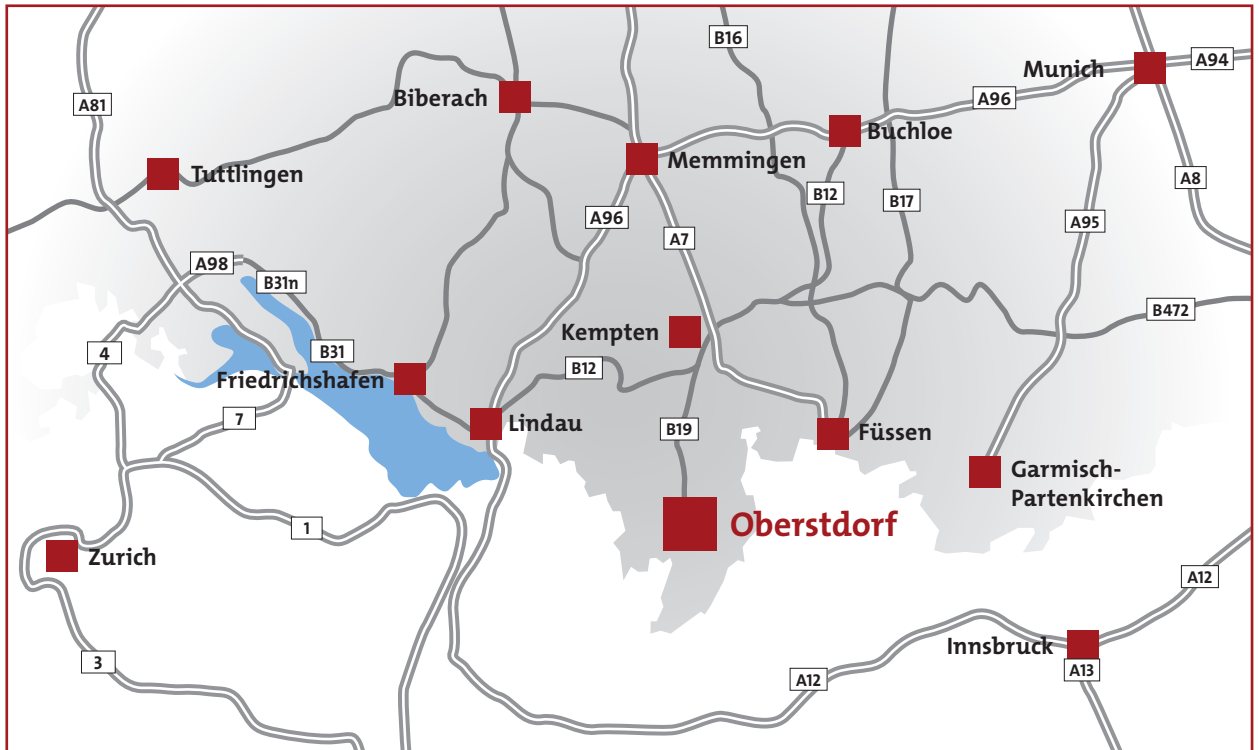 B16
Munich
A94
A81
Biberach
A96
Buchloe
Memmingen
Tuttlingen
A8
B12
B17
A96
A95
A7
A98
B31n
B472
Kempten
4
B31
B12
Friedrichshafen
7
Lindau
B19
Füssen
Garmisch-
Partenkirchen
Oberstdorf
1
Zurich
A12
Innsbruck
3
A13
A12